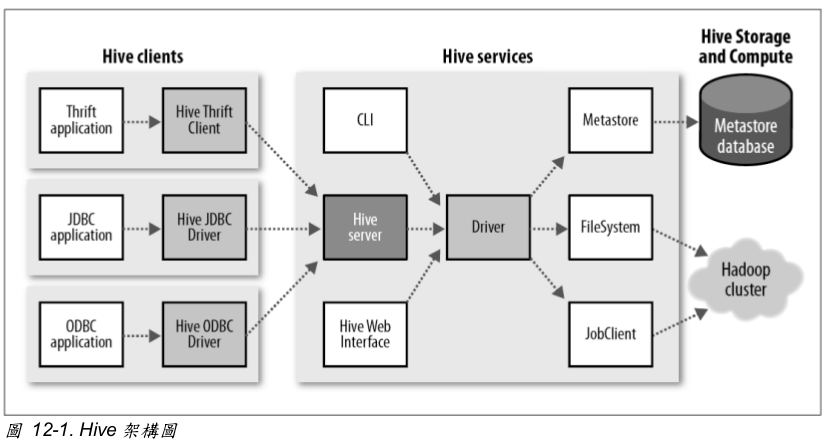 Hive clients
Hive services
Hive Storage
and Compute
Thrift
application
Hive Thrift
Client
CLI
Metastore
Metastore
database
JDBC
application
Hive JDBC
Driver
Hive
server
Driver
FileSystem
Hadoop
cluster
ODBC
application
Hive ODBC
Driver
Hive Web
Interface
JobClient
圖 12-1. Hive 架構圖